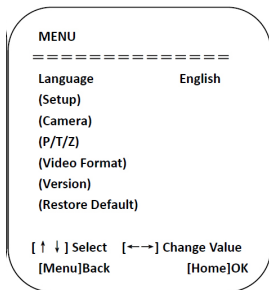 MENU
===================
Language English
(Setup)
(Camera)
(P/T/Z)
(Video Format)
(Version)
(Restore Default)
[ ↑ ↓ ] Select [←→] Change Value
[Menu]Back [Home]OK